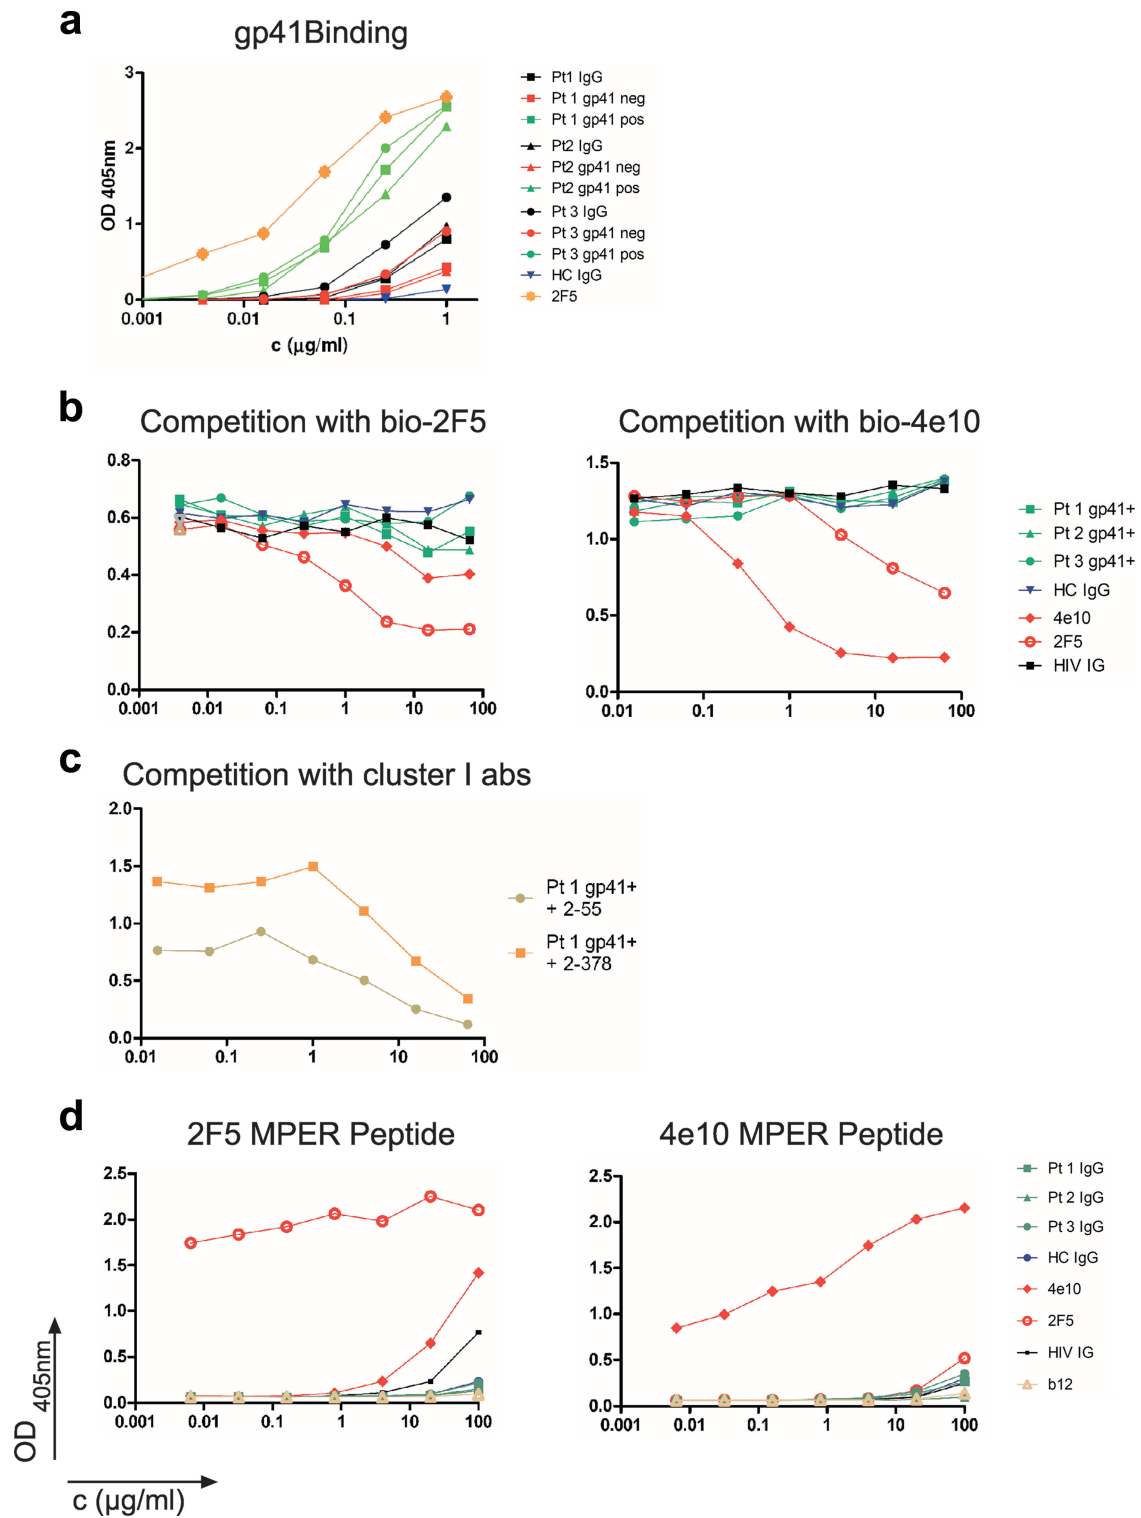 a
gp41Binding
3
2
1
0
OD 405nm
0.001
0.01
0.1
1
c (µg/ml)
Pt1 IgG
Pt 1 gp41 neg
Pt 1 gp41 pos
Pt2 IgG
Pt2 gp41 neg
Pt2 gp41 pos
Pt 3 IgG
Pt 3 gp41 neg
Pt 3 gp41 pos
HC IgG
2F5
b
Competition with bio-2F5
0.8
0.6
0.4
0.2
0.0
0.001
0.01
0.1
1
10
100
Competition with bio-4e10
1.5
1.0
0.5
0.0
0.01
0.1
1
10
100
Pt 1 gp41+
Pt 2 gp41+
Pt 3 gp41+
HC IgG
4e10
2F5
HIV IG
c
Competition with cluster I abs
2.0
1.5
1.0
0.5
0.0
0.01
0.1
1
10
100
Pt 1 gp41+
+ 2-55
Pt 1 gp41+
+ 2-378
d
2F5 MPER Peptide
2.5
2.0
1.5
1.0
0.5
0.0
0.001
0.01
0.1
1
10
100
4e10 MPER Peptide
2.5
2.0
1.5
1.0
0.5
0.0
0.001
0.01
0.1
1
10
100
Pt 1 IgG
Pt 2 IgG
Pt 3 IgG
HC IgG
4e10
2F5
HIV IG
b12
OD 405nm
c (µg/ml)